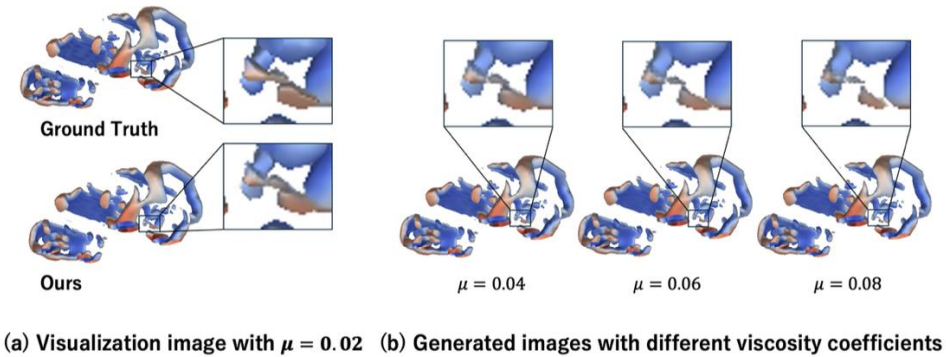 Ground Truth
Ours
μ = 0.04
μ = 0.06
μ = 0.08
(a) Visualization image with μ = 0.02
(b) Generated images with different viscosity coefficients